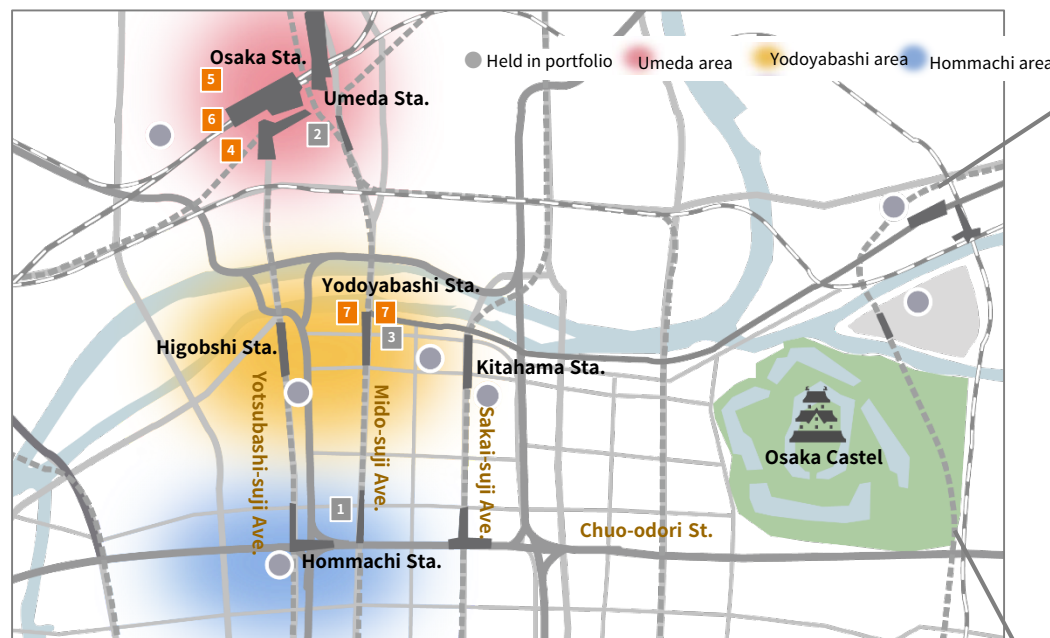 Osaka Sta.
Held in portfolio
Umeda area
Yodoyabashi area
Hommachi area
5
Umeda Sta.
6
2
4
Yodoyabashi Sta.
7
7
3
Higobshi Sta.
Kitahama Sta.
Yotsubashi-suji Ave.
Mido-suji Ave.
Sakai-suji Ave.
Osaka Castel
1
Chuo-odori St.
Hommachi Sta.